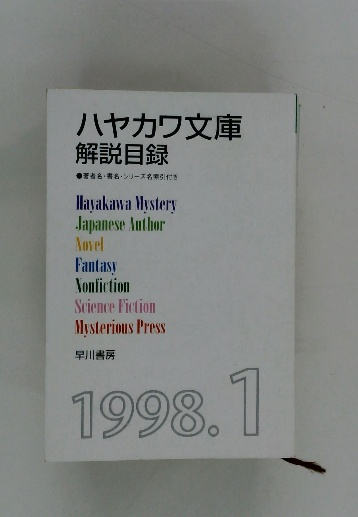 ハヤカワ文庫
解説目録
●著者名・書名・シリーズ名索引付き
Hayakawa Mystery
Japanese Author
Novel
Fantasy
Nonfiction
Science Fiction
Mysterious Press
早川書房
1998.1